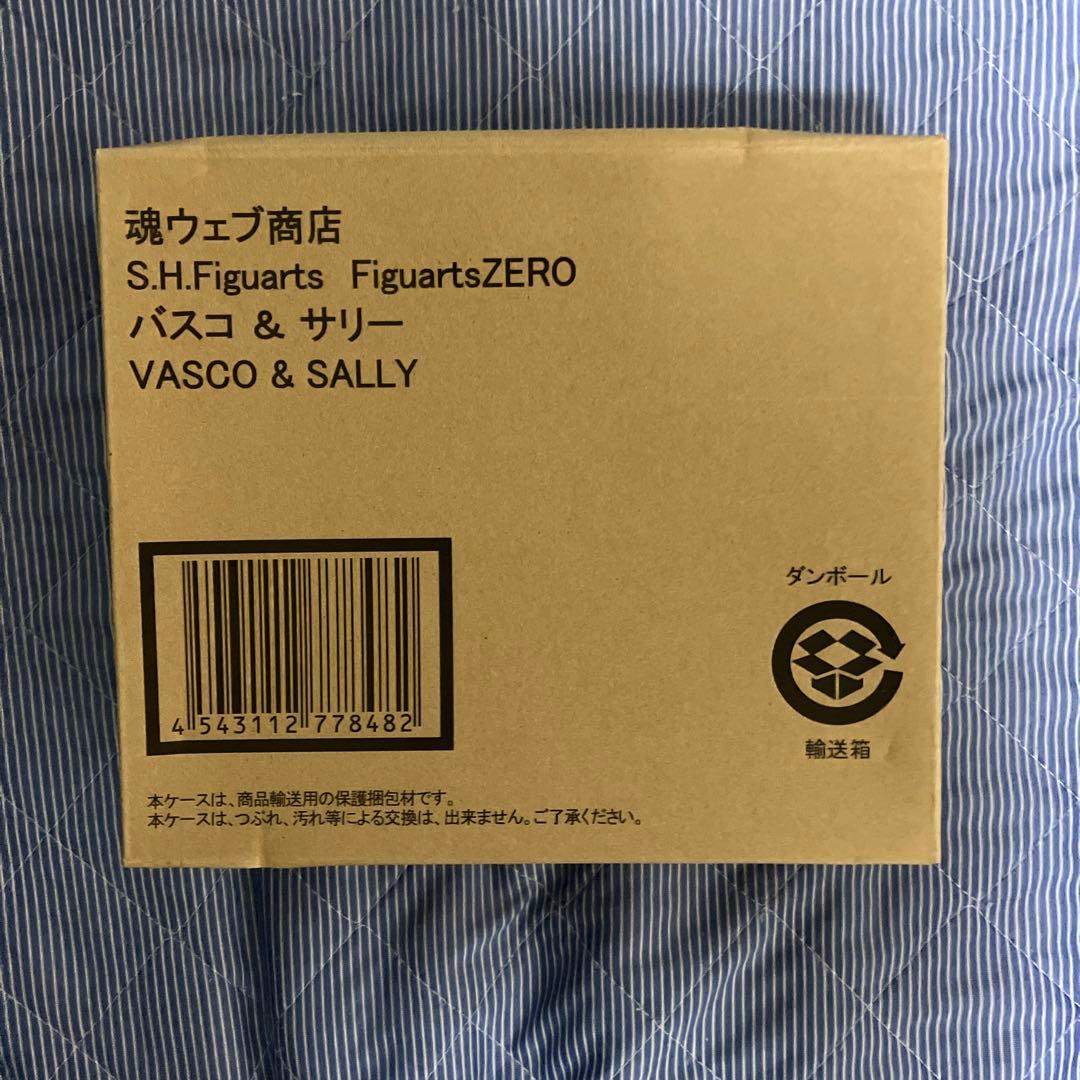 魂ウェブ商店
S.H.Figuarts FiguartsZERO
バスコ & サリー
VASCO & SALLY
4 543112 778482
ダンボール
輸送箱
本ケースは、商品輸送用の保護梱包材です。
本ケースは、つぶれ、汚れ等による交換は、出来ません。ご了承ください。